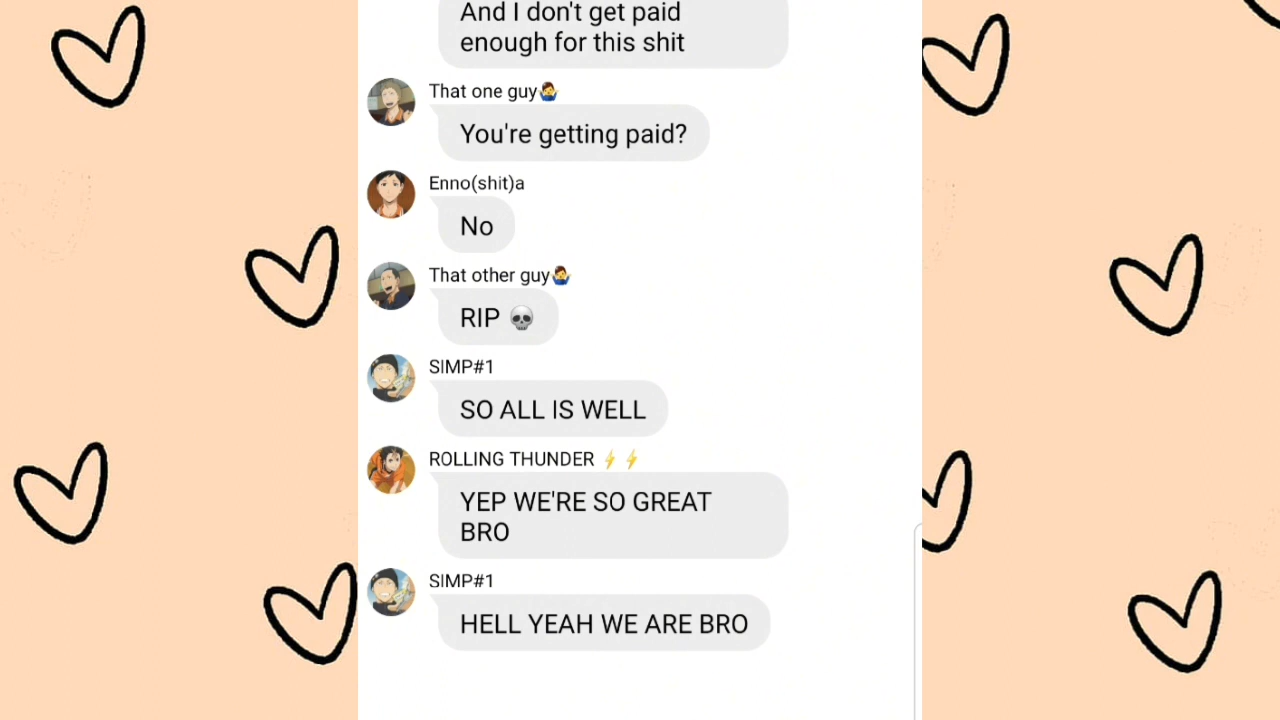 And I don't get paid
enough for this shit
That one guy🤷‍♂️
You're getting paid?
Enno(shit)a
No
That other guy🤷‍♂️
RIP 💀
SIMP#1
SO ALL IS WELL
ROLLING THUNDER ⚡⚡
YEP WE'RE SO GREAT
BRO
SIMP#1
HELL YEAH WE ARE BRO